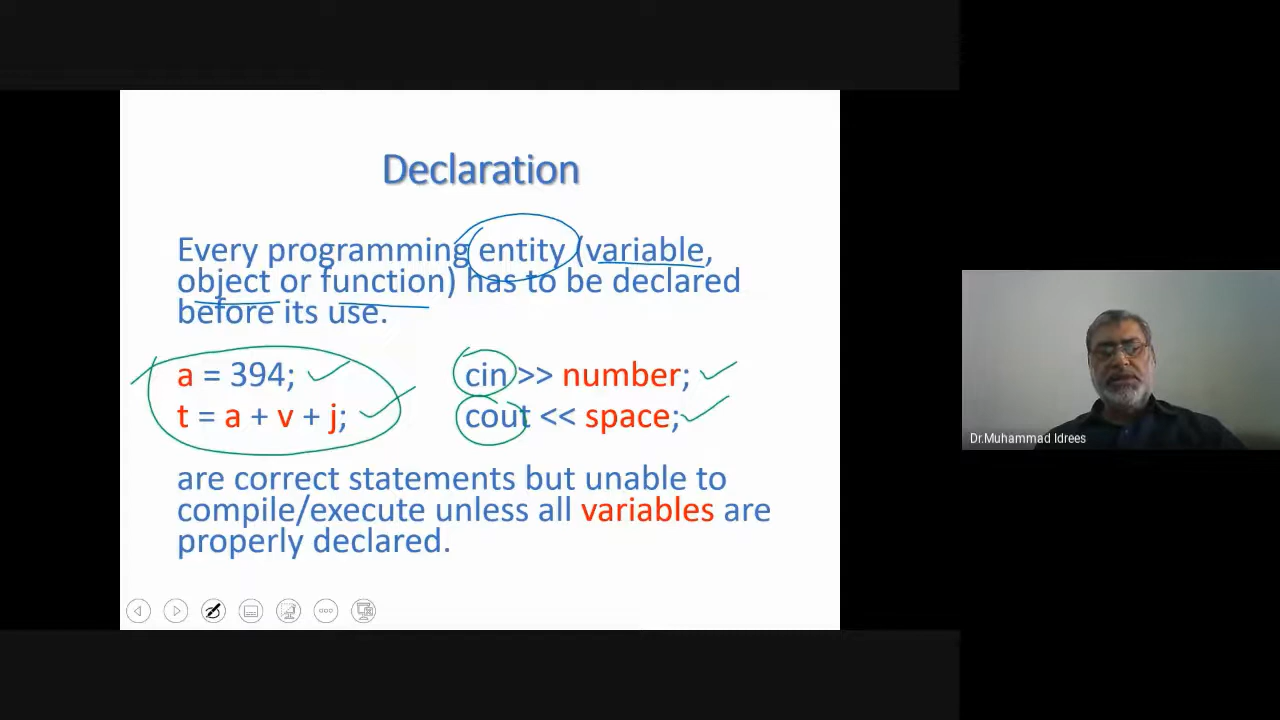 Declaration
Every programming entity (variable,
object or function) has to be declared
before its use.
a = 394;
t = a + v + j;
cin >> number;
cout << space;
are correct statements but unable to
compile/execute unless all variables are
properly declared.
Dr.Muhammad Idrees